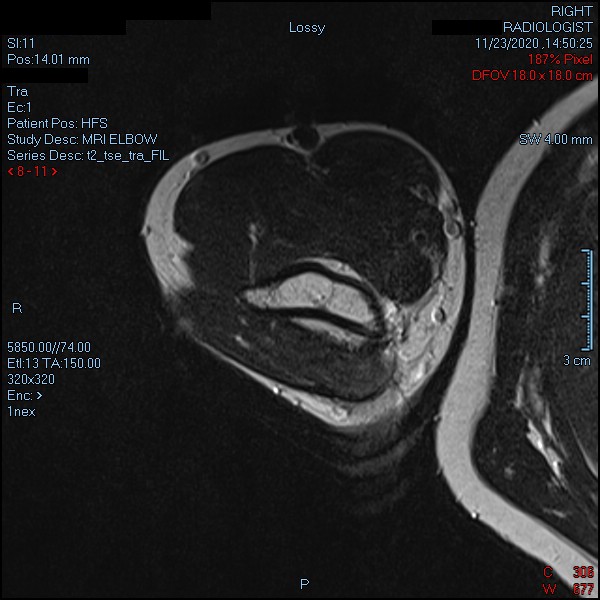 Lossy
RIGHT
RADIOLOGIST
11/23/2020 ,14:50:25
187% Pixel
DFOV 18.0 x 18.0 cm
SW 4.00 mm
SI:11
Pos:14.01 mm
Tra
Ec:1
Patient Pos: HFS
Study Desc: MRI ELBOW
Series Desc: t2_tse_tra_FIL
< 8 - 11 >
R
3 cm
5850.00//74.00
Etl:13 TA:150.00
320x320
Enc: >
1nex
P
C 306
W 677